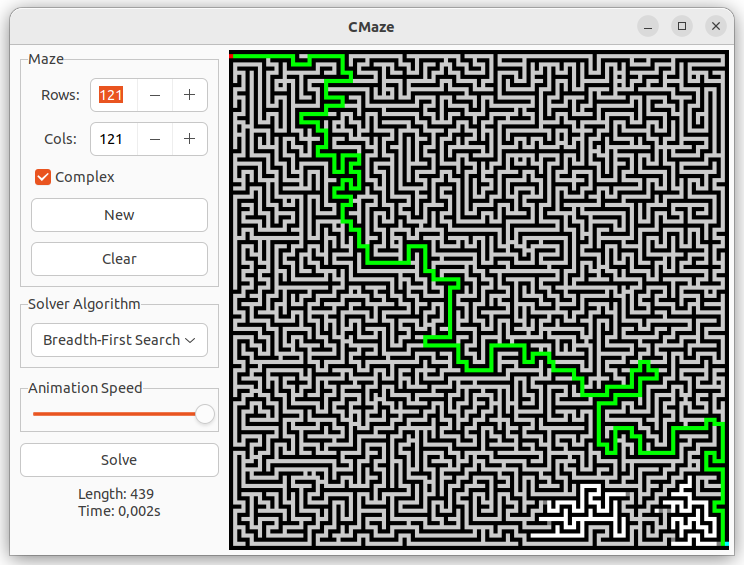 CMaze
Maze
Rows: 121
Cols: 121
Complex
New
Clear
Solver Algorithm
Breadth-First Search
Animation Speed
Solve
Length: 439
Time: 0,002s